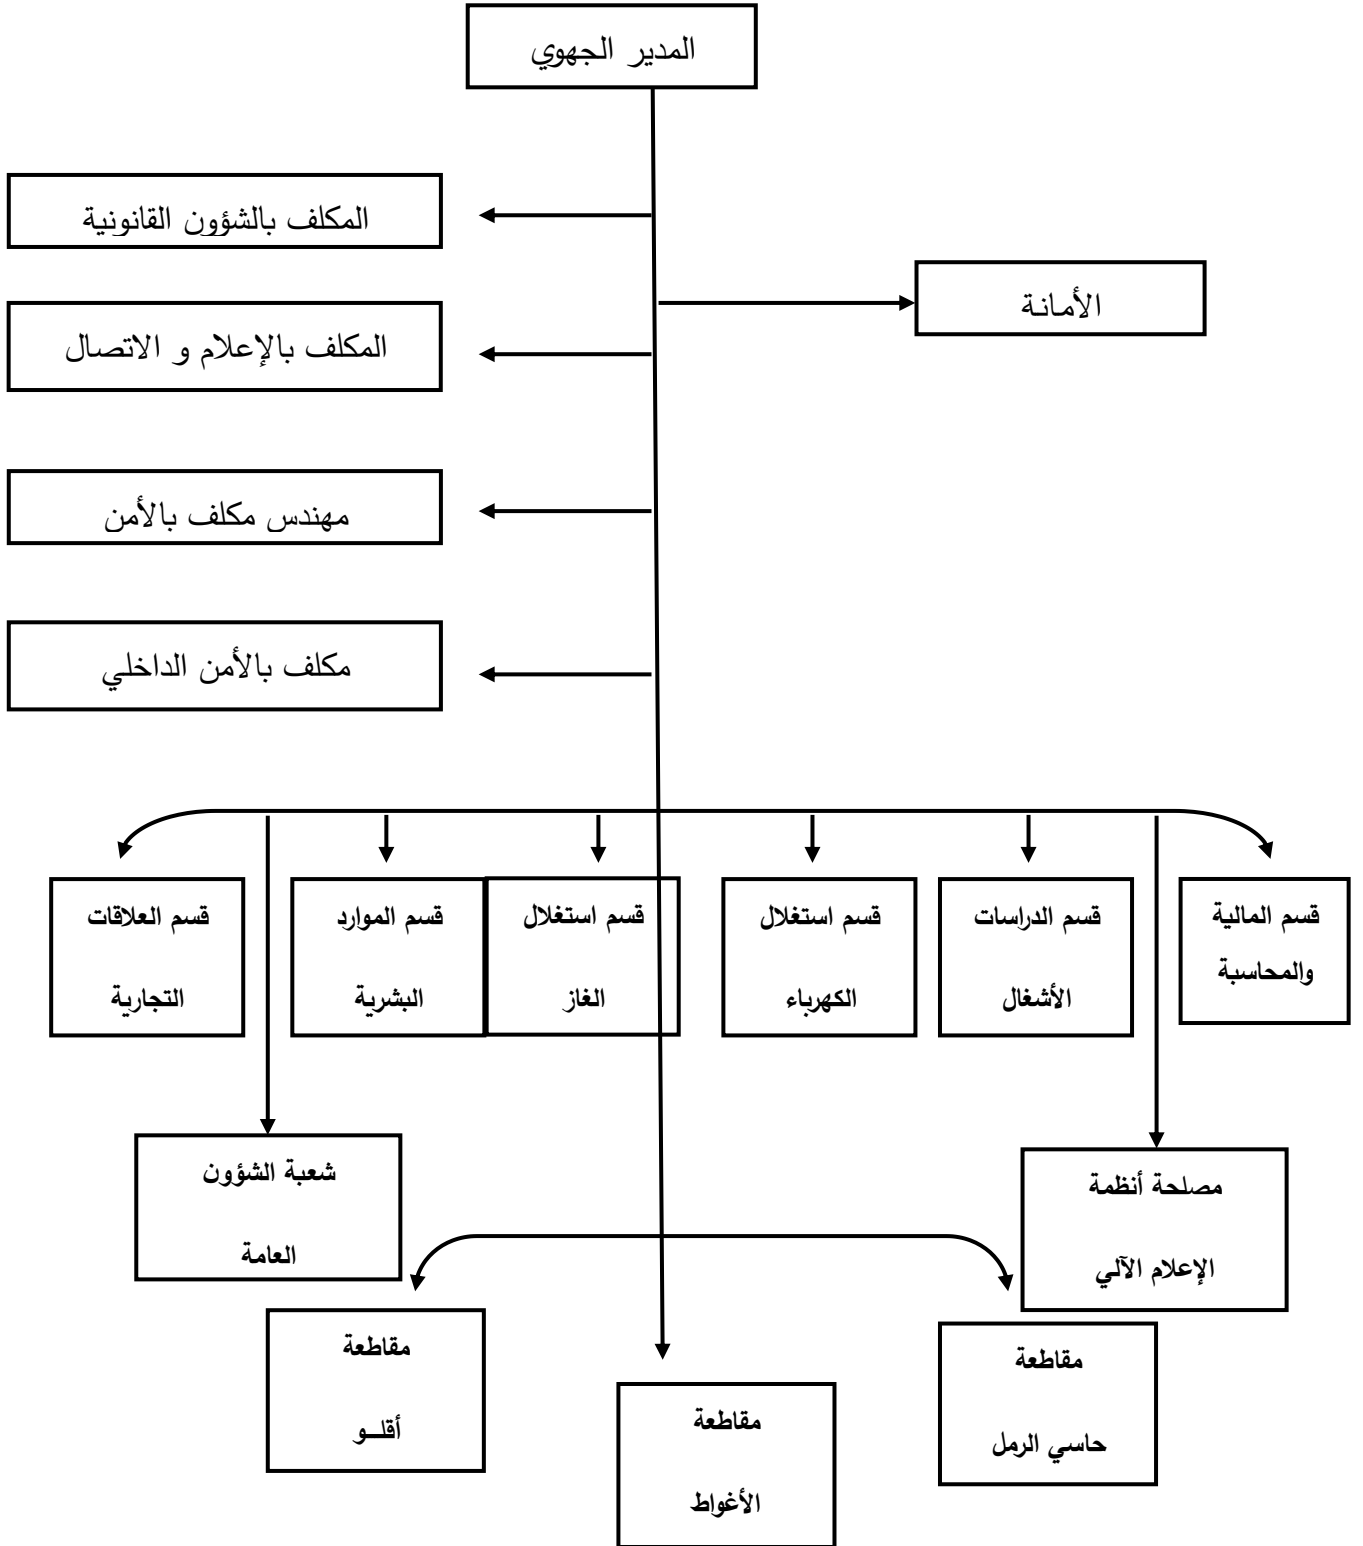 المدير الجهوي
المكلف بالشؤون القانونية
الأمانة
المكلف بالإعلام و الاتصال
مهندس مكلف بالأمن
مكلف بالأمن الداخلي
قسم المالية
والمحاسبة
قسم الدراسات
الأشغال
قسم استغلال
الكهرباء
قسم استغلال
الغاز
قسم الموارد
البشرية
قسم العلاقات
التجارية
مصلحة أنظمة
الإعلام الآلي
شعبة الشؤون
العامة
مقاطعة
حاسي الرمل
مقاطعة
الأغواط
مقاطعة
أقلــو